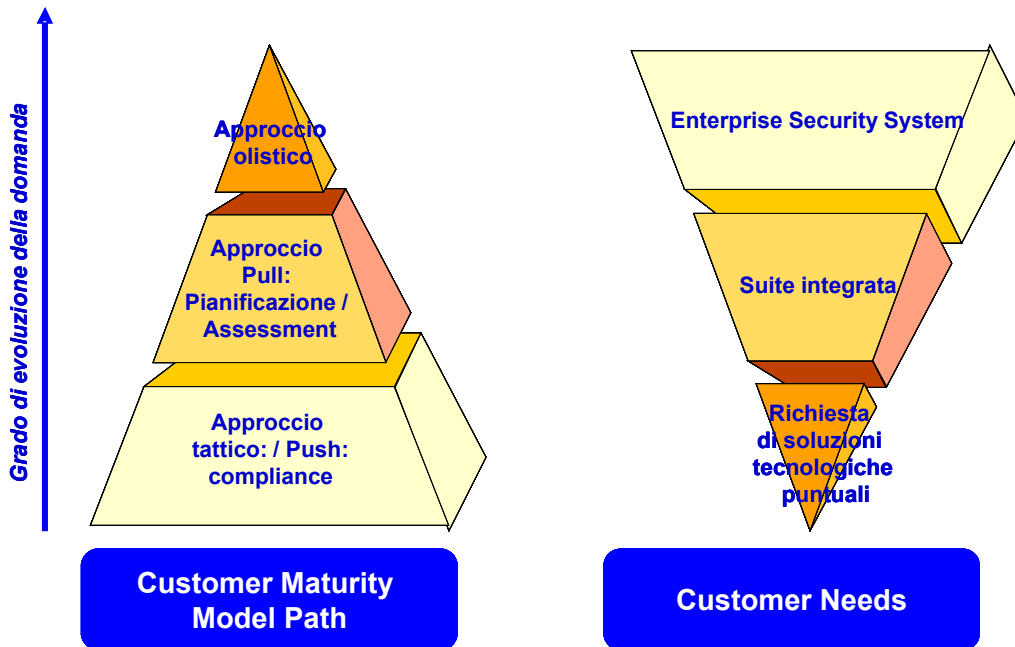 Grado di evoluzione della domanda
Approccio
olistico
Approccio
Pull:
Pianificazione /
Assessment
Approccio
tattico: / Push:
compliance
Customer Maturity
Model Path
Enterprise Security System
Suite integrata
Richiesta
di soluzioni
tecnologiche
puntuali
Customer Needs